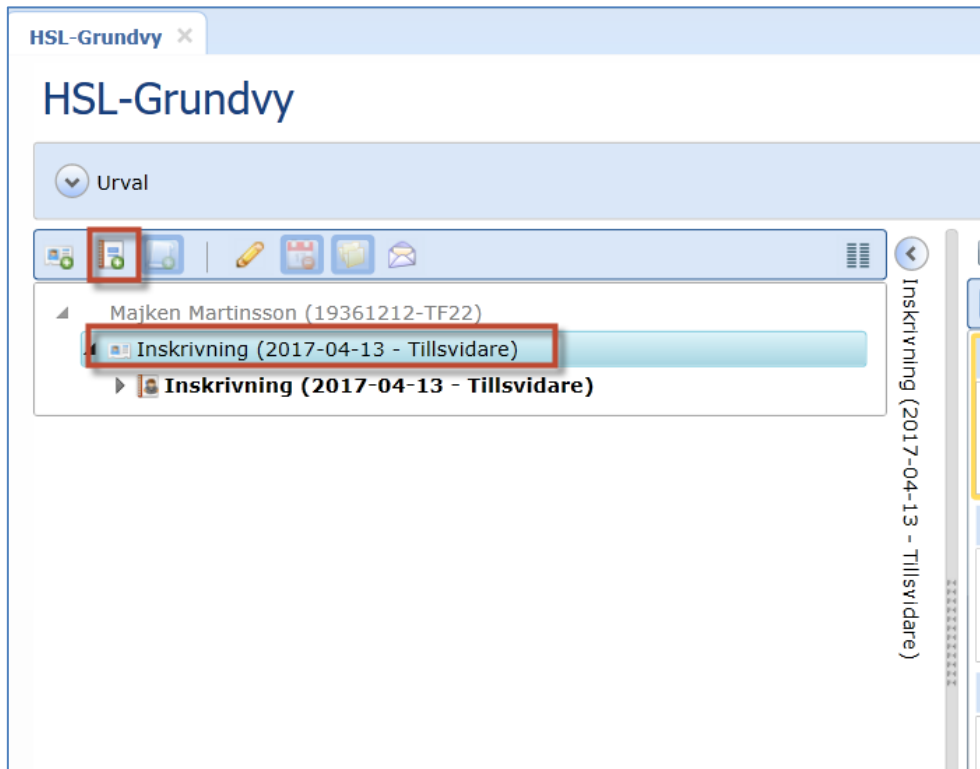 HSL-Grundvy
HSL-Grundvy
Urval
Majken Martinsson (19361212-TF22)
Inskrivning (2017-04-13 - Tillsvidare)
Inskrivning (2017-04-13 - Tillsvidare)
Inskrivning (2017-04-13 - Tillsvidare)